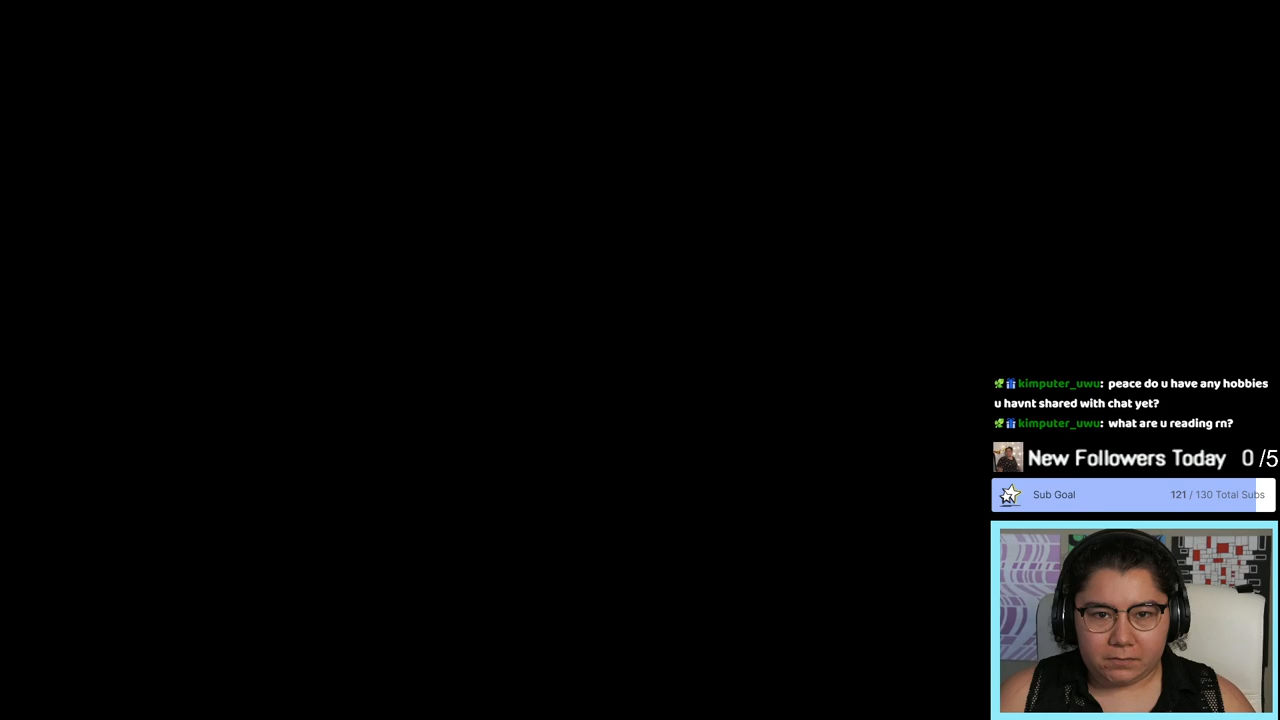 kimputer_uwu: peace do u have any hobbies
u havnt shared with chat yet?
kimputer_uwu: what are u reading rn?
New Followers Today 0 /5
Sub Goal 121 / 130 Total Subs